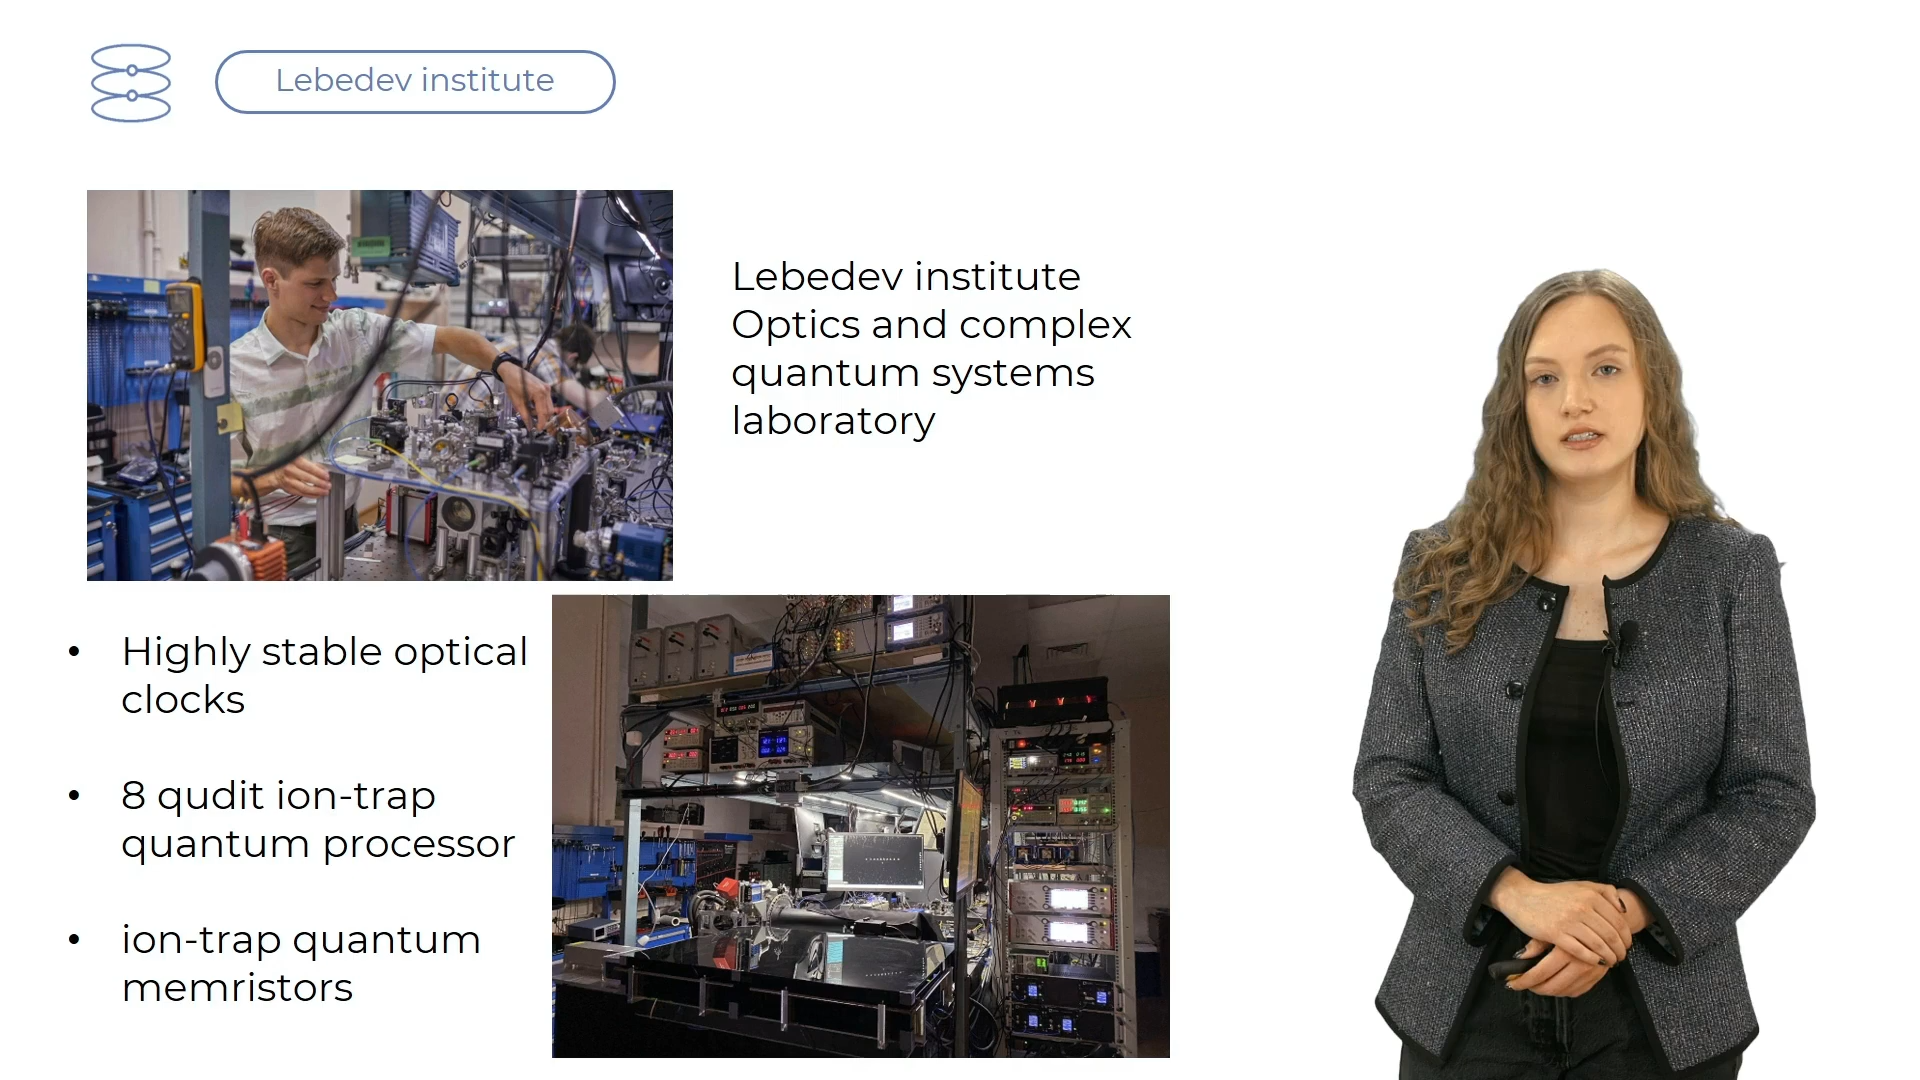 Lebedev institute
Lebedev institute
Optics and complex
quantum systems
laboratory
• Highly stable optical
clocks
• 8 qudit ion-trap
quantum processor
• ion-trap quantum
memristors